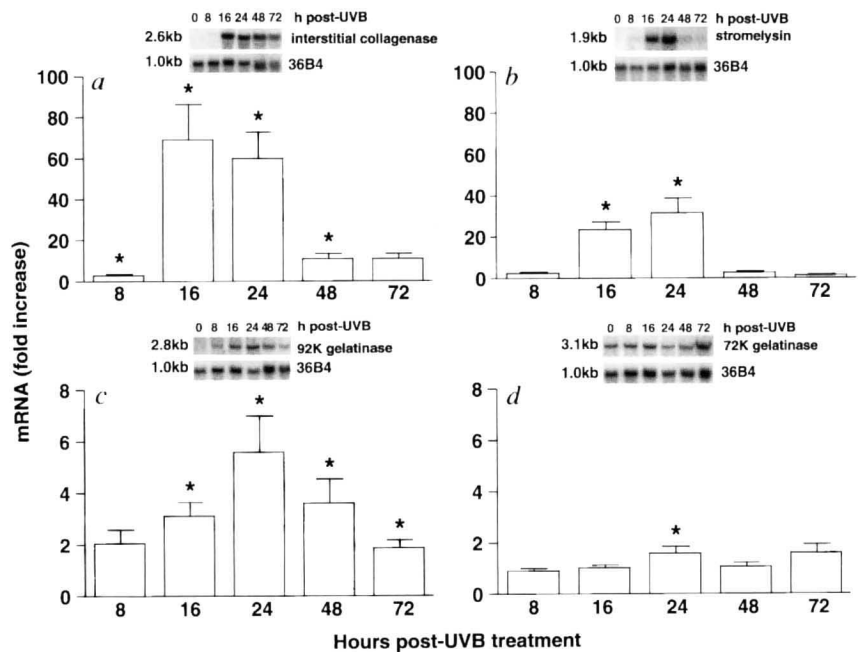 0 8 16 24 48 72 h post-UVB
2.6kb interstitial collagenase
1.0kb 36B4
a
100
80
60
40
20
0
* * * *
8 16 24 48 72
0 8 16 24 48 72 h post-UVB
1.9kb stromelysin
1.0kb 36B4
b
100
80
60
40
20
0
* *
8 16 24 48 72
mRNA (fold increase)
0 8 16 24 48 72 h post-UVB
2.8kb 92K gelatinase
1.0kb 36B4
c
8
6
4
2
0
* * * *
8 16 24 48 72
0 8 16 24 48 72 h post-UVB
3.1kb 72K gelatinase
1.0kb 36B4
d
8
6
4
2
0
*
8 16 24 48 72
Hours post-UVB treatment